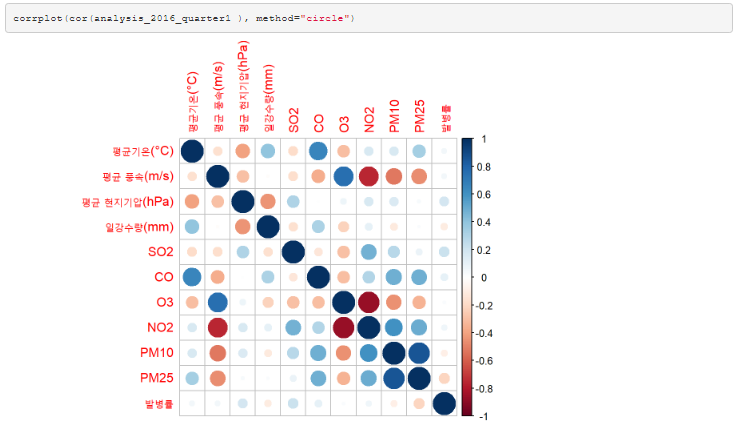 corrplot(cor(analysis_2016_quarter1 ), method="circle")
평균기온(°C)
평균 풍속(m/s)
평균 현지기압(hPa)
일강수량(mm)
SO2
CO
O3
NO2
PM10
PM25
발병률
평균기온(°C)
평균 풍속(m/s)
평균 현지기압(hPa)
일강수량(mm)
SO2
CO
O3
NO2
PM10
PM25
발병률
1
0.8
0.6
0.4
0.2
0
-0.2
-0.4
-0.6
-0.8
-1